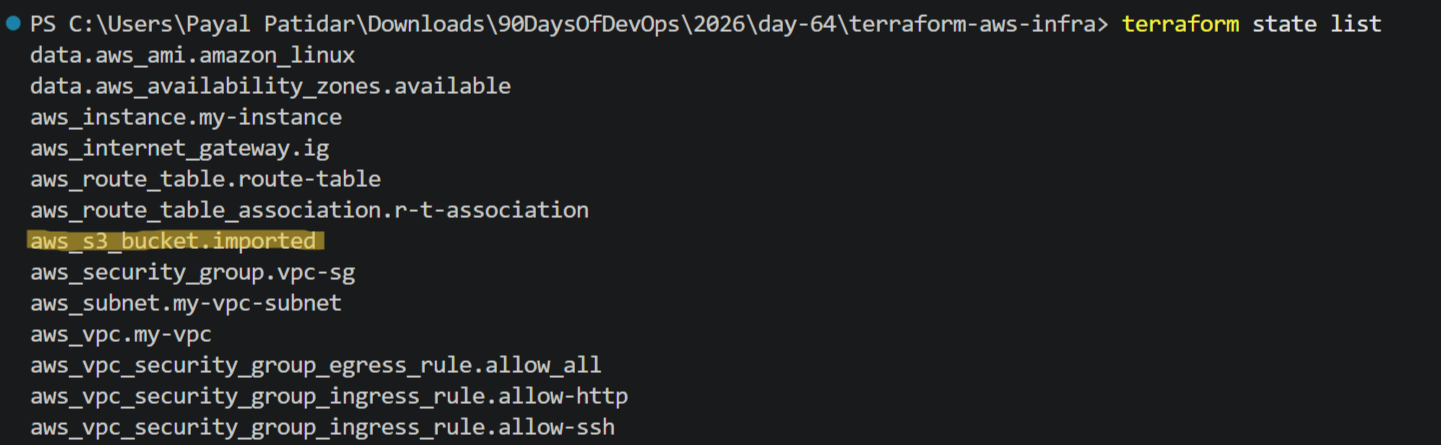 PS C:\Users\Payal Patidar\Downloads\90DaysOfDevOps\2026\day-64\terraform-aws-infra> terraform state list
data.aws_ami.amazon_linux
data.aws_availability_zones.available
aws_instance.my-instance
aws_internet_gateway.ig
aws_route_table.route-table
aws_route_table_association.r-t-association
aws_s3_bucket.imported
aws_security_group.vpc-sg
aws_subnet.my-vpc-subnet
aws_vpc.my-vpc
aws_vpc_security_group_egress_rule.allow_all
aws_vpc_security_group_ingress_rule.allow-http
aws_vpc_security_group_ingress_rule.allow-ssh